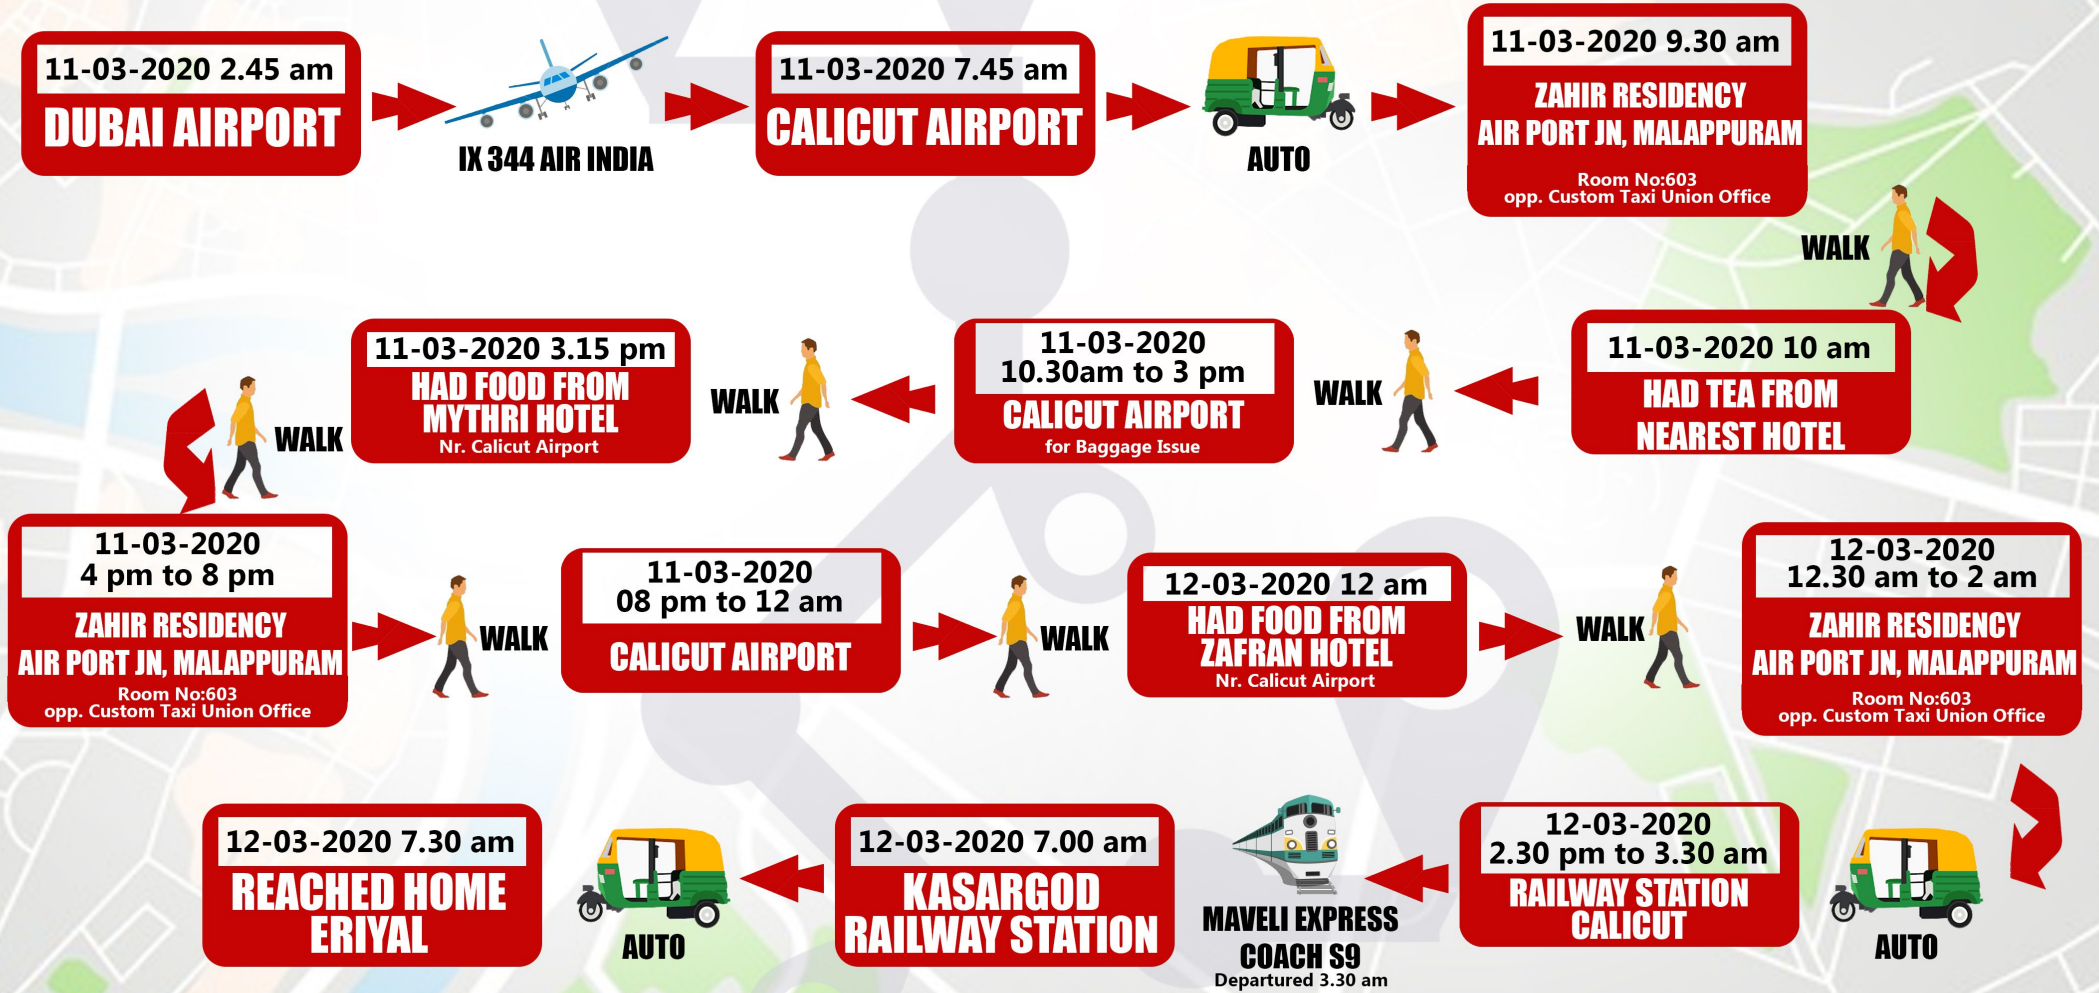 11-03-2020 2.45 am
DUBAI AIRPORT
IX 344 AIR INDIA
11-03-2020 7.45 am
CALICUT AIRPORT
AUTO
11-03-2020 9.30 am
ZAHIR RESIDENCY
AIR PORT JN, MALAPPURAM
Room No:603
opp. Custom Taxi Union Office
WALK
11-03-2020 10 am
HAD TEA FROM
NEAREST HOTEL
WALK
11-03-2020
10.30am to 3 pm
CALICUT AIRPORT
for Baggage Issue
WALK
11-03-2020 3.15 pm
HAD FOOD FROM
MYTHRI HOTEL
Nr. Calicut Airport
WALK
11-03-2020
4 pm to 8 pm
ZAHIR RESIDENCY
AIR PORT JN, MALAPPURAM
Room No:603
opp. Custom Taxi Union Office
WALK
11-03-2020
08 pm to 12 am
CALICUT AIRPORT
WALK
12-03-2020 12 am
HAD FOOD FROM
ZAFRAN HOTEL
Nr. Calicut Airport
WALK
12-03-2020
12.30 am to 2 am
ZAHIR RESIDENCY
AIR PORT JN, MALAPPURAM
Room No:603
opp. Custom Taxi Union Office
AUTO
12-03-2020
2.30 pm to 3.30 am
RAILWAY STATION
CALICUT
MAVELI EXPRESS
COACH S9
Departured 3.30 am
12-03-2020 7.00 am
KASARGOD
RAILWAY STATION
AUTO
12-03-2020 7.30 am
REACHED HOME
ERIYAL